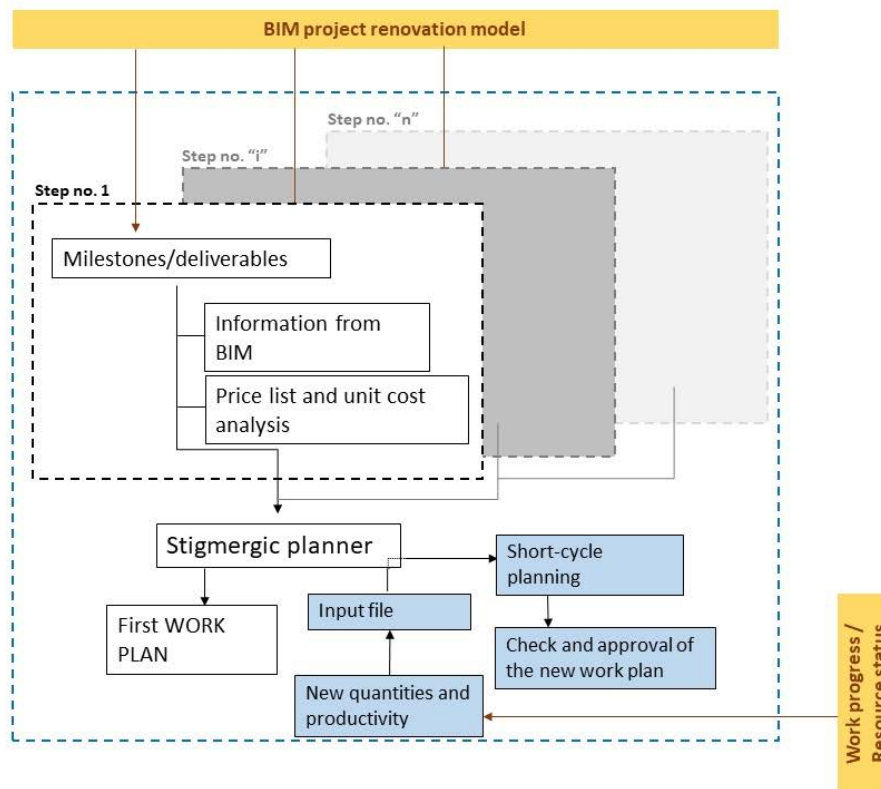 BIM project renovation model
Step no. “n”
Step no. “i”
Step no. 1
Milestones/deliverables
Information from
BIM
Price list and unit cost
analysis
Stigmergic planner
Short-cycle
planning
Input file
First WORK
PLAN
Check and approval of
the new work plan
New quantities and
productivity
Work progress /
Resource status